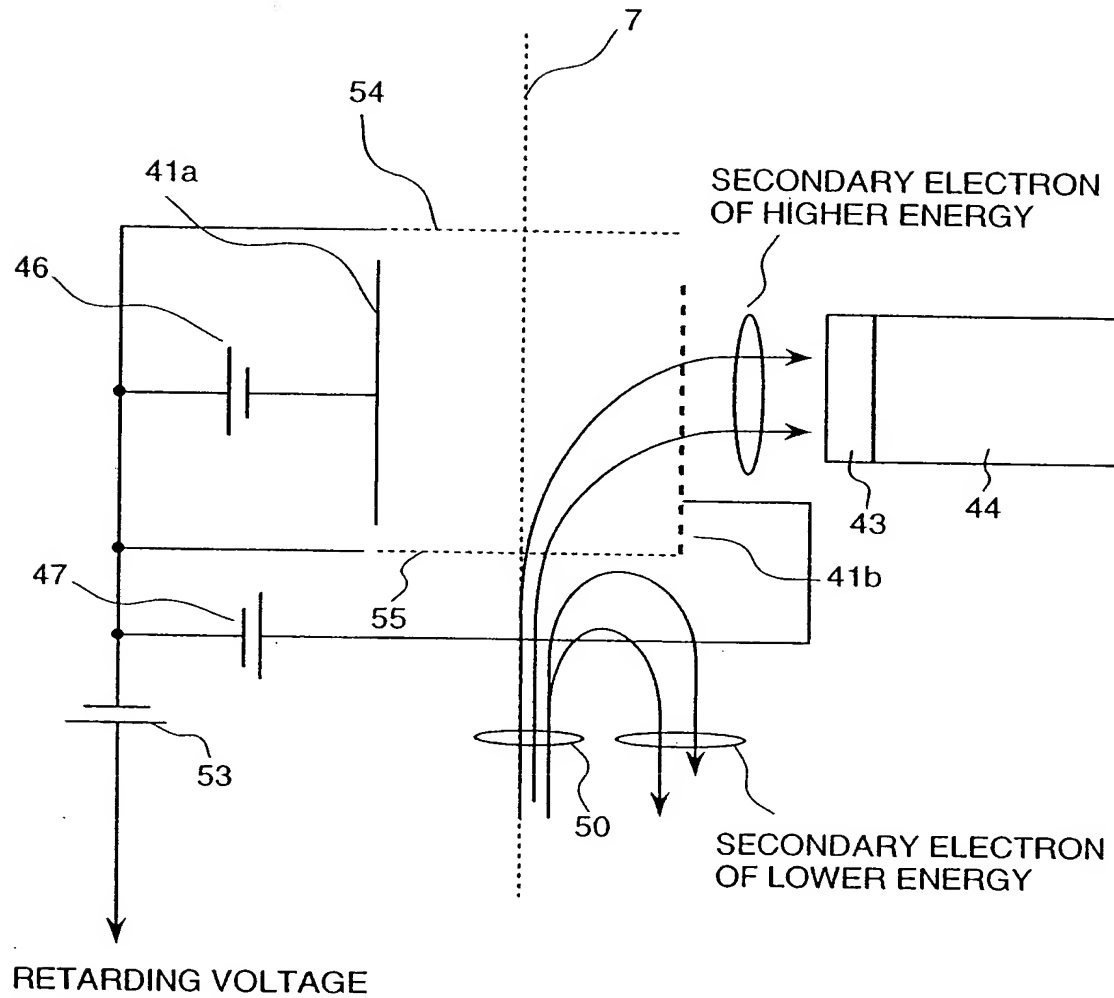 7
54
41a
SECONDARY ELECTRON
OF HIGHER ENERGY
46
43
44
47
55
41b
53
50
SECONDARY ELECTRON
OF LOWER ENERGY
RETARDING VOLTAGE